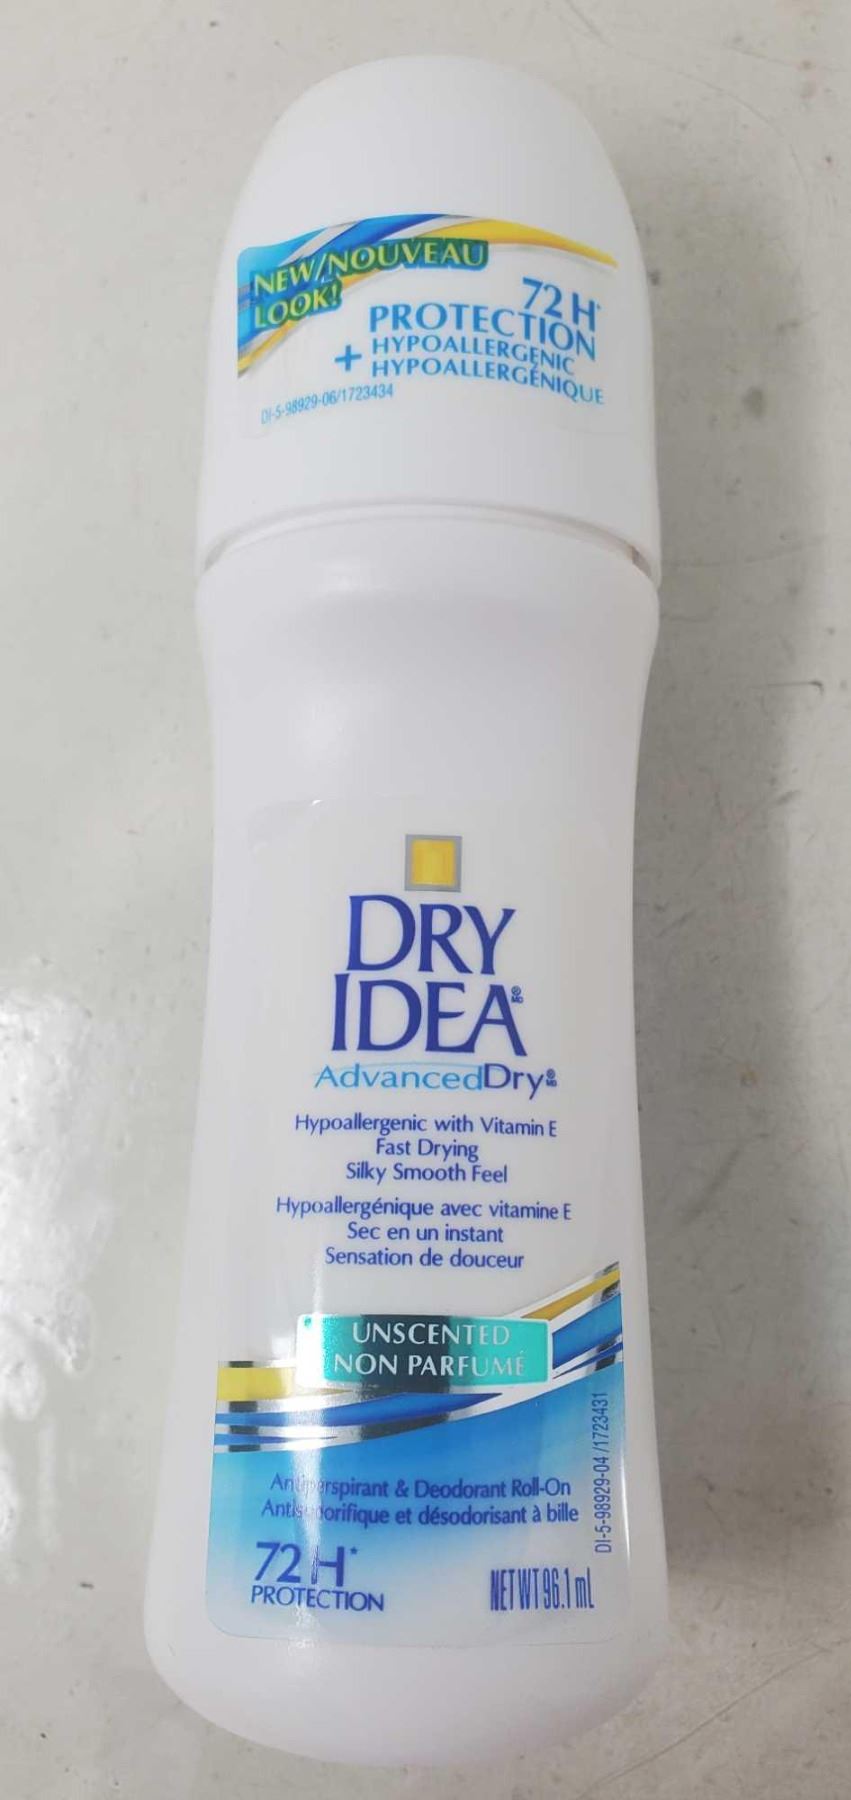 NEW/NOUVEAU
LOOK!
72 H*
PROTECTION
+ HYPOALLERGENIC
HYPOALLERGÉNIQUE
DI-5-98929-06/1723434
DRY
IDEA
AdvancedDry
Hypoallergenic with Vitamin E
Fast Drying
Silky Smooth Feel
Hypoallergénique avec vitamine E
Sec en un instant
Sensation de douceur
UNSCENTED
NON PARFUMÉ
Antiperspirant & Deodorant Roll-On
Antisudorifique et désodorisant à bille
72 H*
PROTECTION
NET WT 96.1 mL
DI-5-98929-04 /1723431